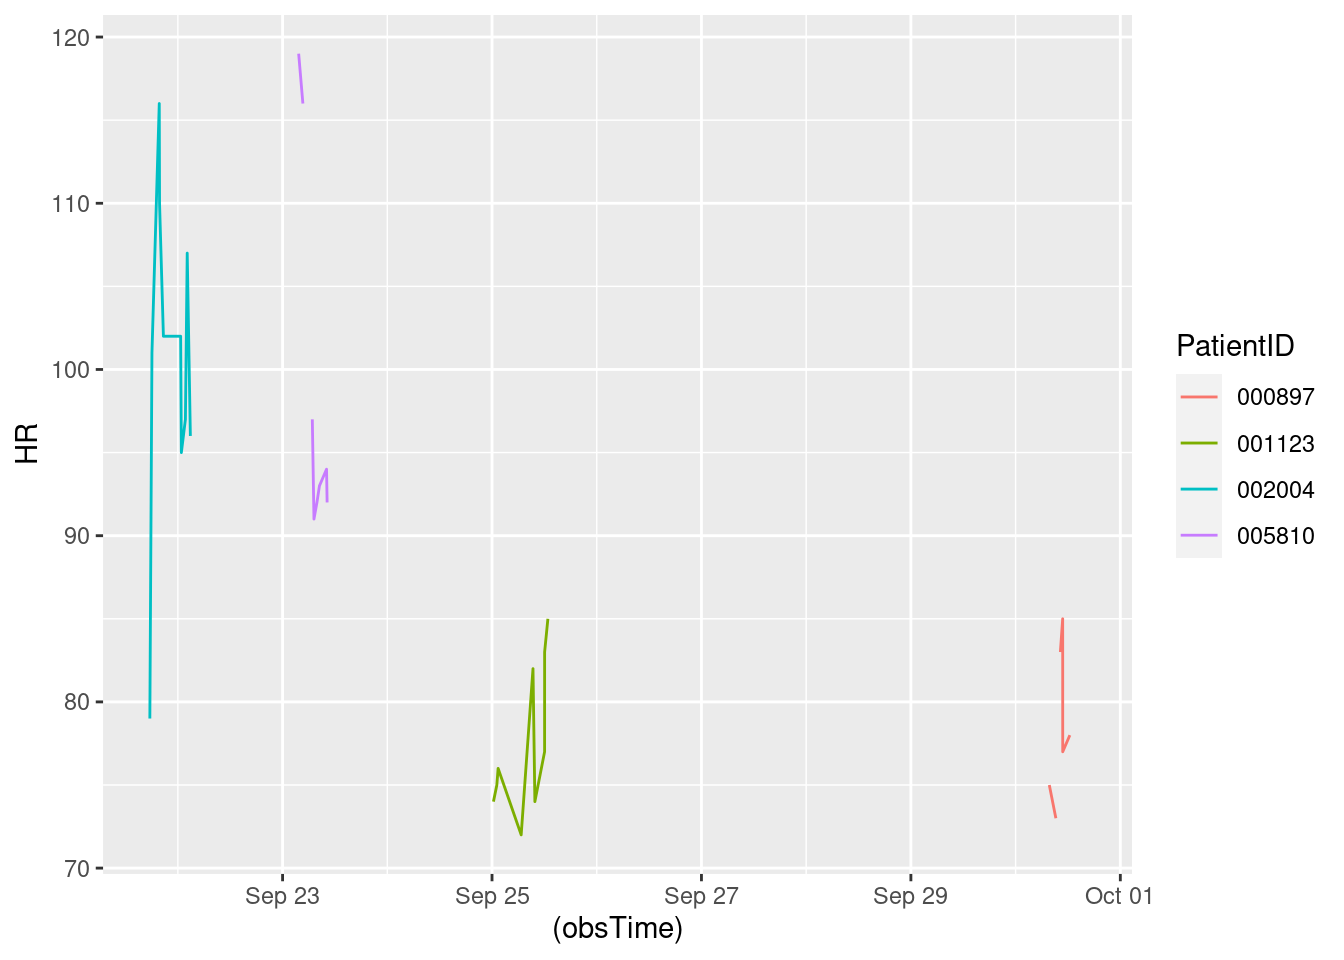 120
110
100
90
80
70
HR
Sep 23
Sep 25
Sep 27
Sep 29
Oct 01
(obsTime)
PatientID
000897
001123
002004
005810